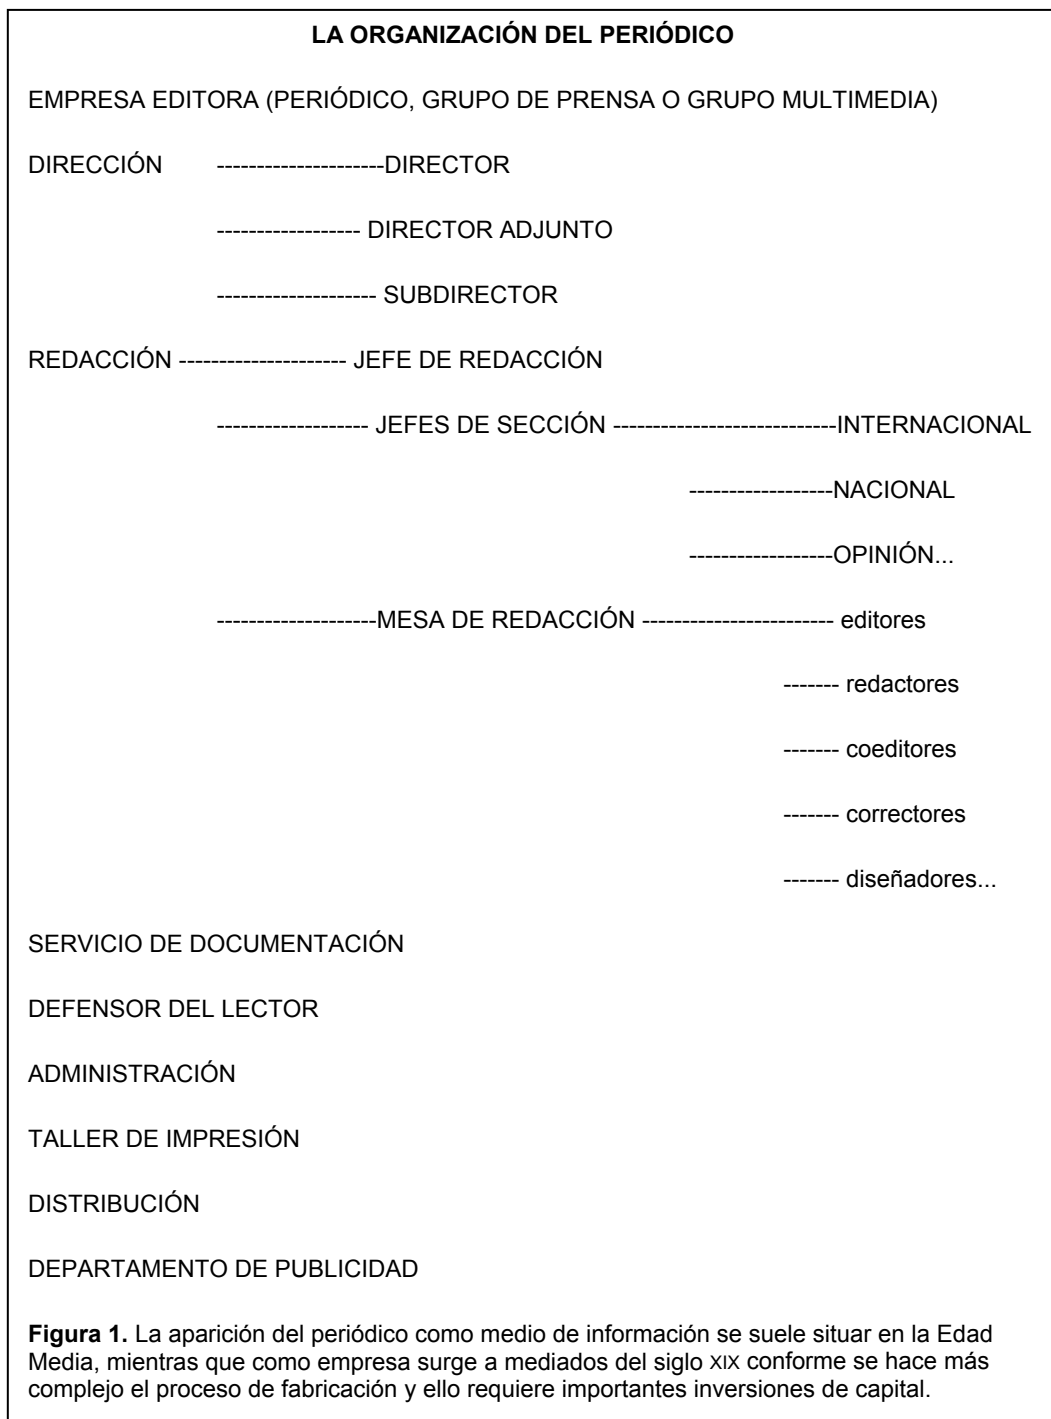 LA ORGANIZACIÓN DEL PERIÓDICO
EMPRESA EDITORA (PERIÓDICO, GRUPO DE PRENSA O GRUPO MULTIMEDIA)
DIRECCIÓN ---------------------DIRECTOR
------------------ DIRECTOR ADJUNTO
-------------------- SUBDIRECTOR
REDACCIÓN --------------------- JEFE DE REDACCIÓN
------------------- JEFES DE SECCIÓN ----------------------------INTERNACIONAL
------------------NACIONAL
------------------OPINIÓN...
--------------------MESA DE REDACCIÓN ------------------------ editores
------- redactores
------- coeditores
------- correctores
------- diseñadores...
SERVICIO DE DOCUMENTACIÓN
DEFENSOR DEL LECTOR
ADMINISTRACIÓN
TALLER DE IMPRESIÓN
DISTRIBUCIÓN
DEPARTAMENTO DE PUBLICIDAD
Figura 1. La aparición del periódico como medio de información se suele situar en la Edad
Media, mientras que como empresa surge a mediados del siglo XIX conforme se hace más
complejo el proceso de fabricación y ello requiere importantes inversiones de capital.